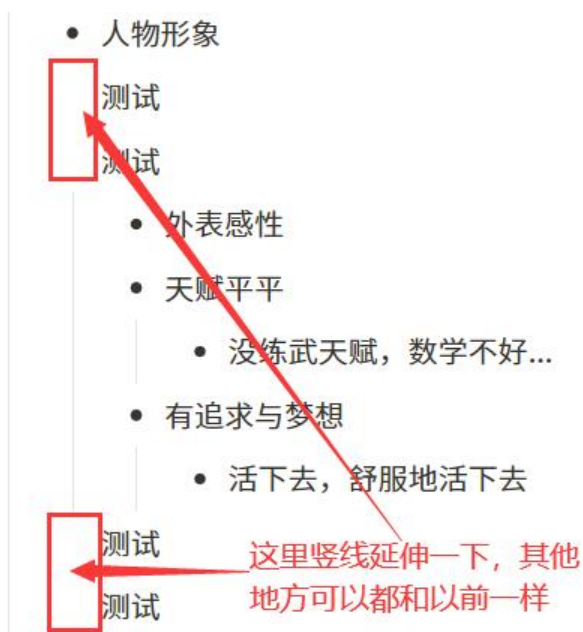 人物形象
测试
测试
外表感性
天赋平平
没练武天赋，数学不好...
有追求与梦想
活下去，舒服地活下去
测试
这里竖线延伸一下，其他
地方可以都和以前一样
测试